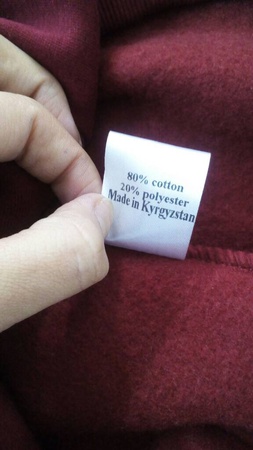 80% cotton
20% polyester
Made in Kyrgyzstan